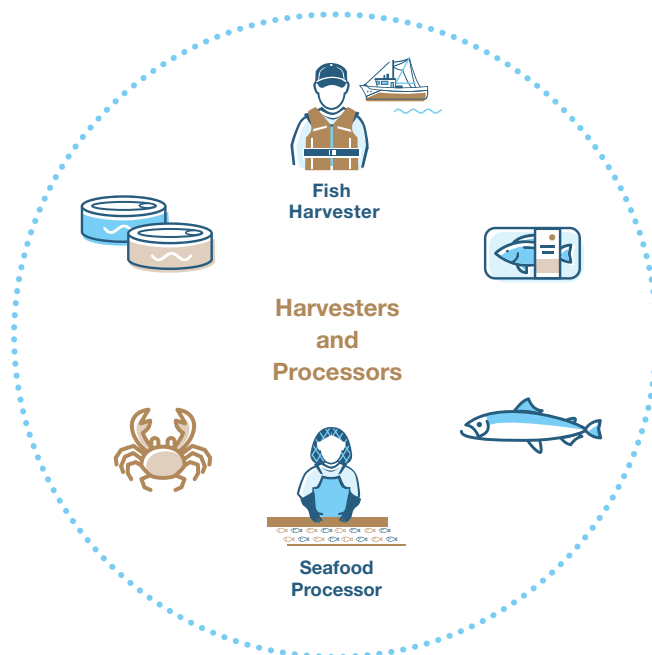 Fish
Harvester
Harvesters
and
Processors
Seafood
Processor